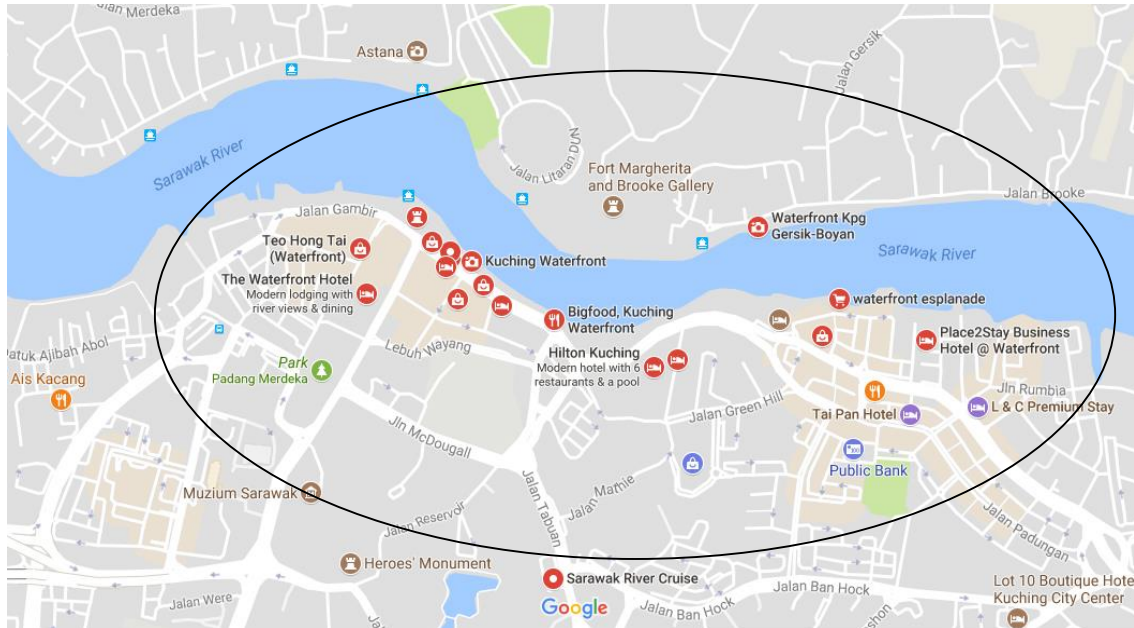 Jalan Merdeka
Astana
Jalan Gersik
Sarawak River
Jalan Litaran DUN
Fort Margherita
and Brooke Gallery
Jalan Brooke
Jalan Gambir
Waterfront Kpg
Gersik-Boyan
Teo Hong Tai
(Waterfront)
Kuching Waterfront
Sarawak River
The Waterfront Hotel
Modern lodging with
river views & dining
waterfront esplanade
Bigfood, Kuching
Waterfront
Place2Stay Business
Hotel @ Waterfront
Datuk Ajibah Abol
Lebuh Wayang
Hilton Kuching
Modern hotel with 6
restaurants & a pool
Park
Padang Merdeka
Ais Kacang
Jln Rumbia
L & C Premium Stay
Jalan Green Hill
Tai Pan Hotel
Jln McDougall
Public Bank
Muzium Sarawak
Jalan Mathie
Jalan Reservoir
Jalan Tabuan
Jalan Padungan
Heroes' Monument
Sarawak River Cruise
Jalan Ban Hock
Lot 10 Boutique Hote
Kuching City Center
Jalan Were
Google
Jalan Ban Hock